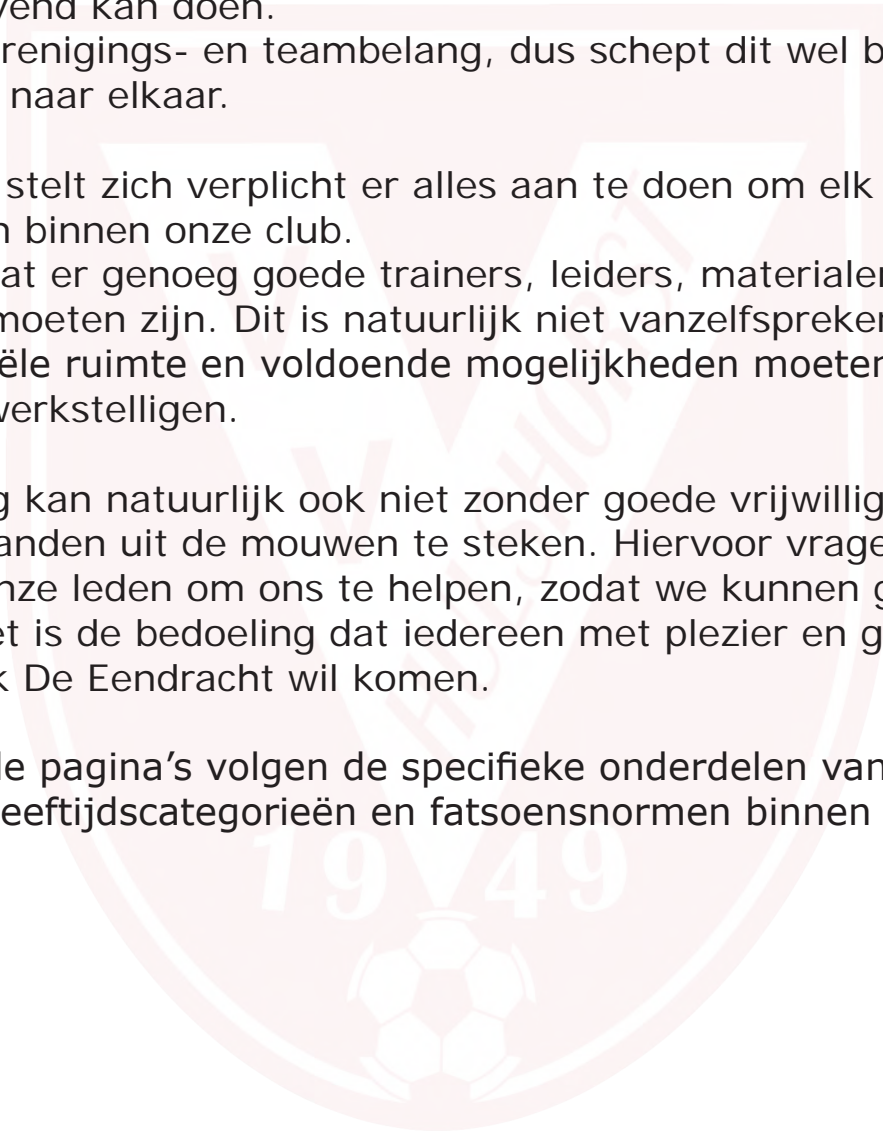 vend kan doen.
renigings- en teambelang, dus schept dit wel b
naar elkaar.
stelt zich verplicht er alles aan te doen om elk
n binnen onze club.
at er genoeg goede trainers, leiders, materialen
moeten zijn. Dit is natuurlijk niet vanzelfspreken
ële ruimte en voldoende mogelijkheden moeten
werkstelligen.
g kan natuurlijk ook niet zonder goede vrijwillig
anden uit de mouwen te steken. Hiervoor vrage
nze leden om ons te helpen, zodat we kunnen g
et is de bedoeling dat iedereen met plezier en g
k De Eendracht wil komen.
de pagina’s volgen de specifieke onderdelen van
eeftijdscategorieën en fatsoensnormen binnen
V V
HULSHORST
1949